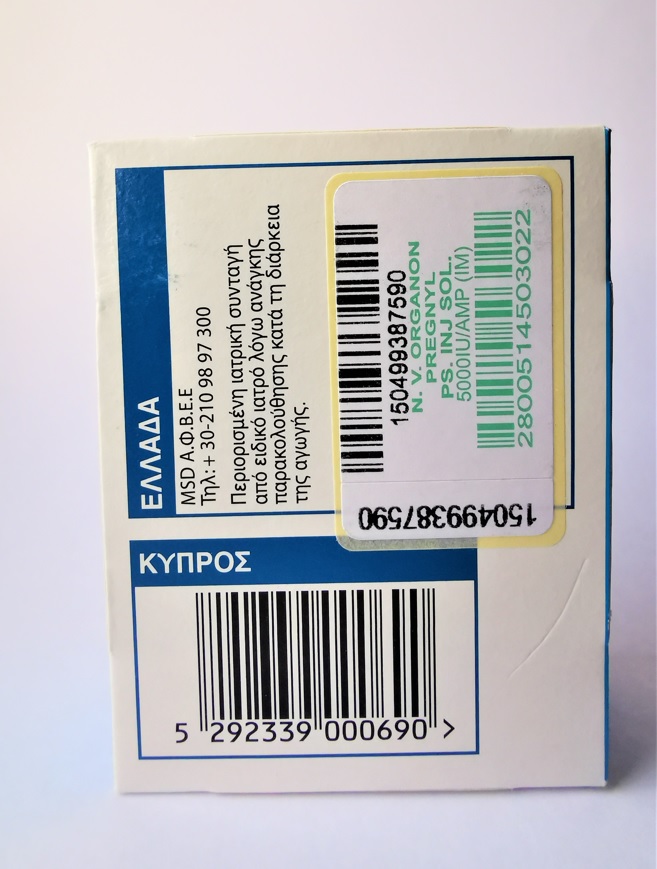 ΕΛΛΑΔΑ
MSD Α.Φ.Β.Ε.Ε
Τηλ:+ 30-210 98 97 300
Περιορισμένη ιατρική συνταγή
από ειδικό ιατρό λόγω ανάγκης
παρακολούθησης κατά τη διάρκεια
της αγωγής.
150499387590
N. V. ORGANON
PREGNYL
PS. INJ SOL.
5000IU/AMP (IM)
2800514503022
150499387590
ΚΥΠΡΟΣ
5 292339 000690 >